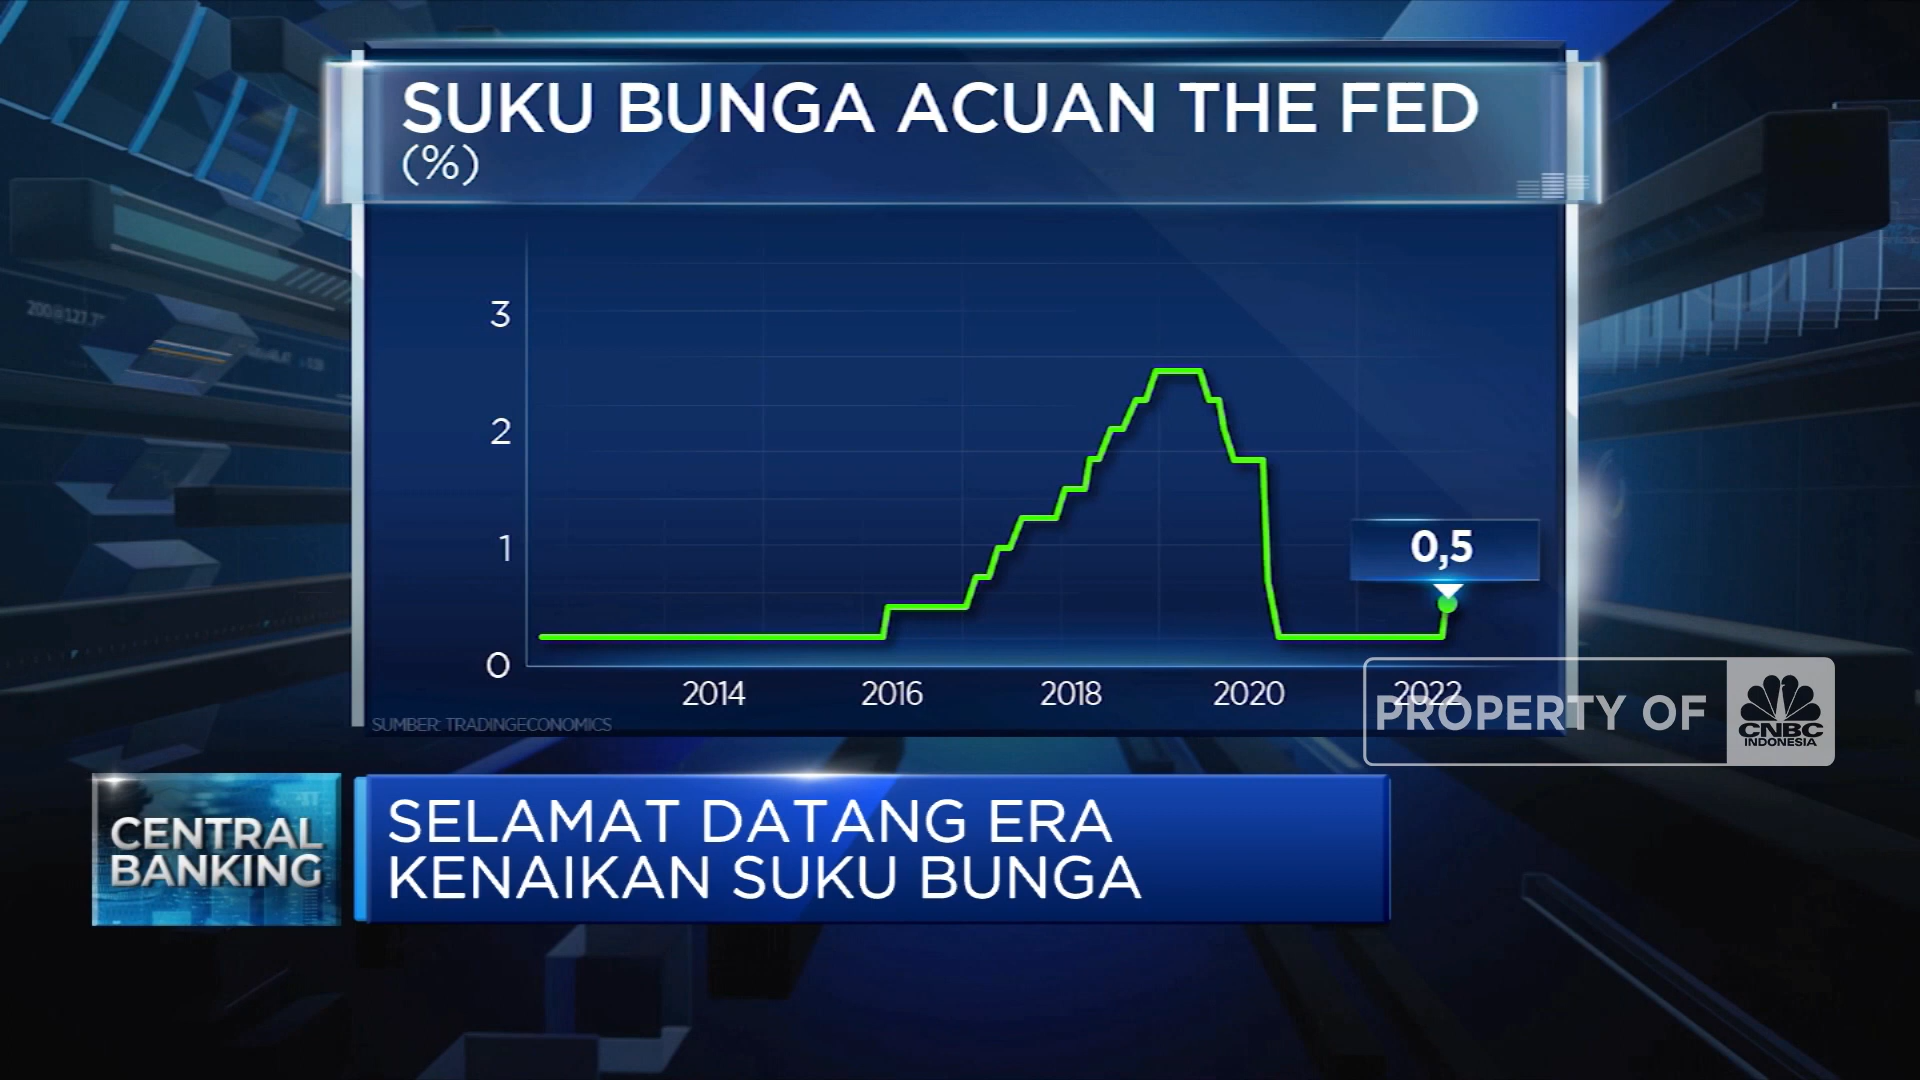 SUKU BUNGA ACUAN THE FED
(%)
3
2
1
0
0,5
2014 2016 2018 2020 2022
SUMBER: TRADINGECONOMICS
PROPERTY OF
CNBC
INDONESIA
CENTRAL
BANKING
SELAMAT DATANG ERA
KENAIKAN SUKU BUNGA